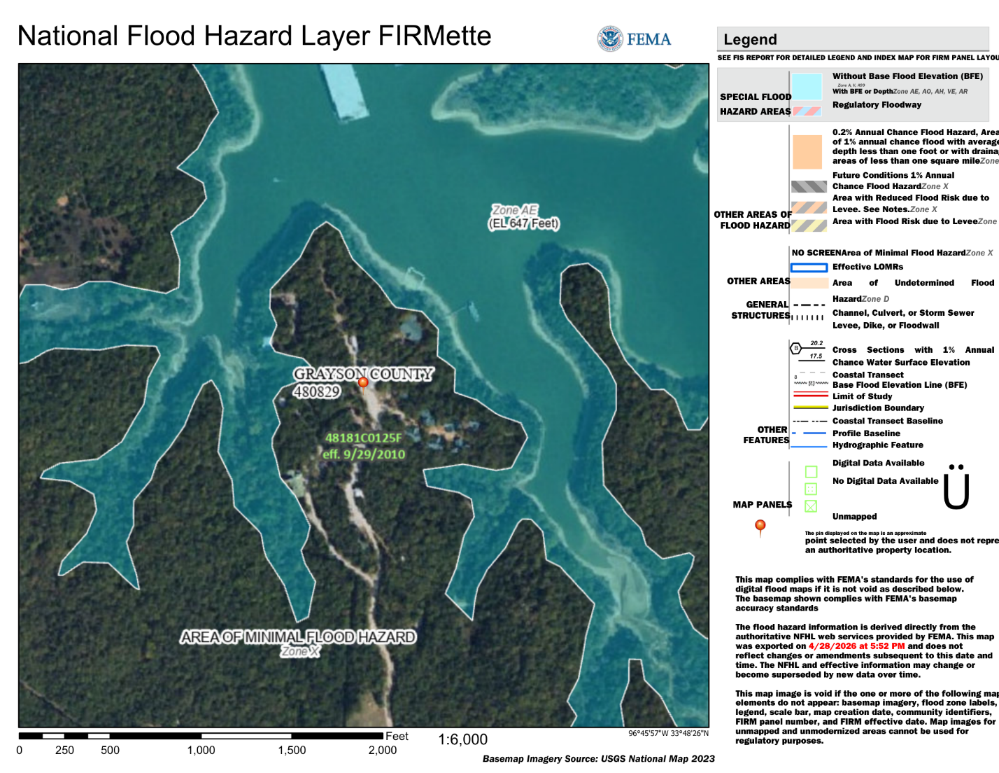 National Flood Hazard Layer FIRMette
FEMA
Legend
SEE FIS REPORT FOR DETAILED LEGEND AND INDEX MAP FOR FIRM PANEL LAYOU
SPECIAL FLOOD
HAZARD AREAS
Without Base Flood Elevation (BFE)
Zone A, V, A99
With BFE or DepthZone AE, AO, AH, VE, AR
Regulatory Floodway
0.2% Annual Chance Flood Hazard, Area
of 1% annual chance flood with average
depth less than one foot or with drainag
areas of less than one square mileZone
Future Conditions 1% Annual
Chance Flood HazardZone X
Area with Reduced Flood Risk due to
OTHER AREAS OF
FLOOD HAZARD
Levee. See Notes.Zone X
Area with Flood Risk due to LeveeZone
NO SCREENArea of Minimal Flood HazardZone X
Effective LOMRs
OTHER AREAS
Area of Undetermined Flood
HazardZone D
GENERAL
STRUCTURES
Channel, Culvert, or Storm Sewer
Levee, Dike, or Floodwall
B 20.2
17.5
Cross Sections with 1% Annual
Chance Water Surface Elevation
8
Coastal Transect
513
Base Flood Elevation Line (BFE)
Limit of Study
Jurisdiction Boundary
Coastal Transect Baseline
OTHER
FEATURES
Profile Baseline
Hydrographic Feature
Digital Data Available
No Digital Data Available
Ü
MAP PANELS
Unmapped
The pin displayed on the map is an approximate
point selected by the user and does not repre
an authoritative property location.
This map complies with FEMA's standards for the use of
digital flood maps if it is not void as described below.
The basemap shown complies with FEMA's basemap
accuracy standards
The flood hazard information is derived directly from the
authoritative NFHL web services provided by FEMA. This map
was exported on 4/28/2026 at 5:52 PM and does not
reflect changes or amendments subsequent to this date and
time. The NFHL and effective information may change or
become superseded by new data over time.
This map image is void if the one or more of the following map
elements do not appear: basemap imagery, flood zone labels,
legend, scale bar, map creation date, community identifiers,
FIRM panel number, and FIRM effective date. Map images for
unmapped and unmodernized areas cannot be used for
regulatory purposes.
Zone AE
(EL 647 Feet)
GRAYSON COUNTY
480829
48181C0125F
eff. 9/29/2010
AREA OF MINIMAL FLOOD HAZARD
Zone X
Feet
0 250 500 1,000 1,500 2,000
1:6,000
96°45'57"W 33°48'26"N
Basemap Imagery Source: USGS National Map 2023